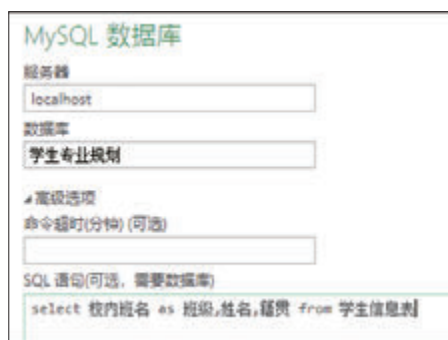 MySQL 数据库
服务器
localhost
数据库
学生专业规划
高级选项
命令超时(分钟) (可选)
SQL 语句(可选，需要数据库)
select 校内班名 as 班级,姓名,籍贯 from 学生信息表